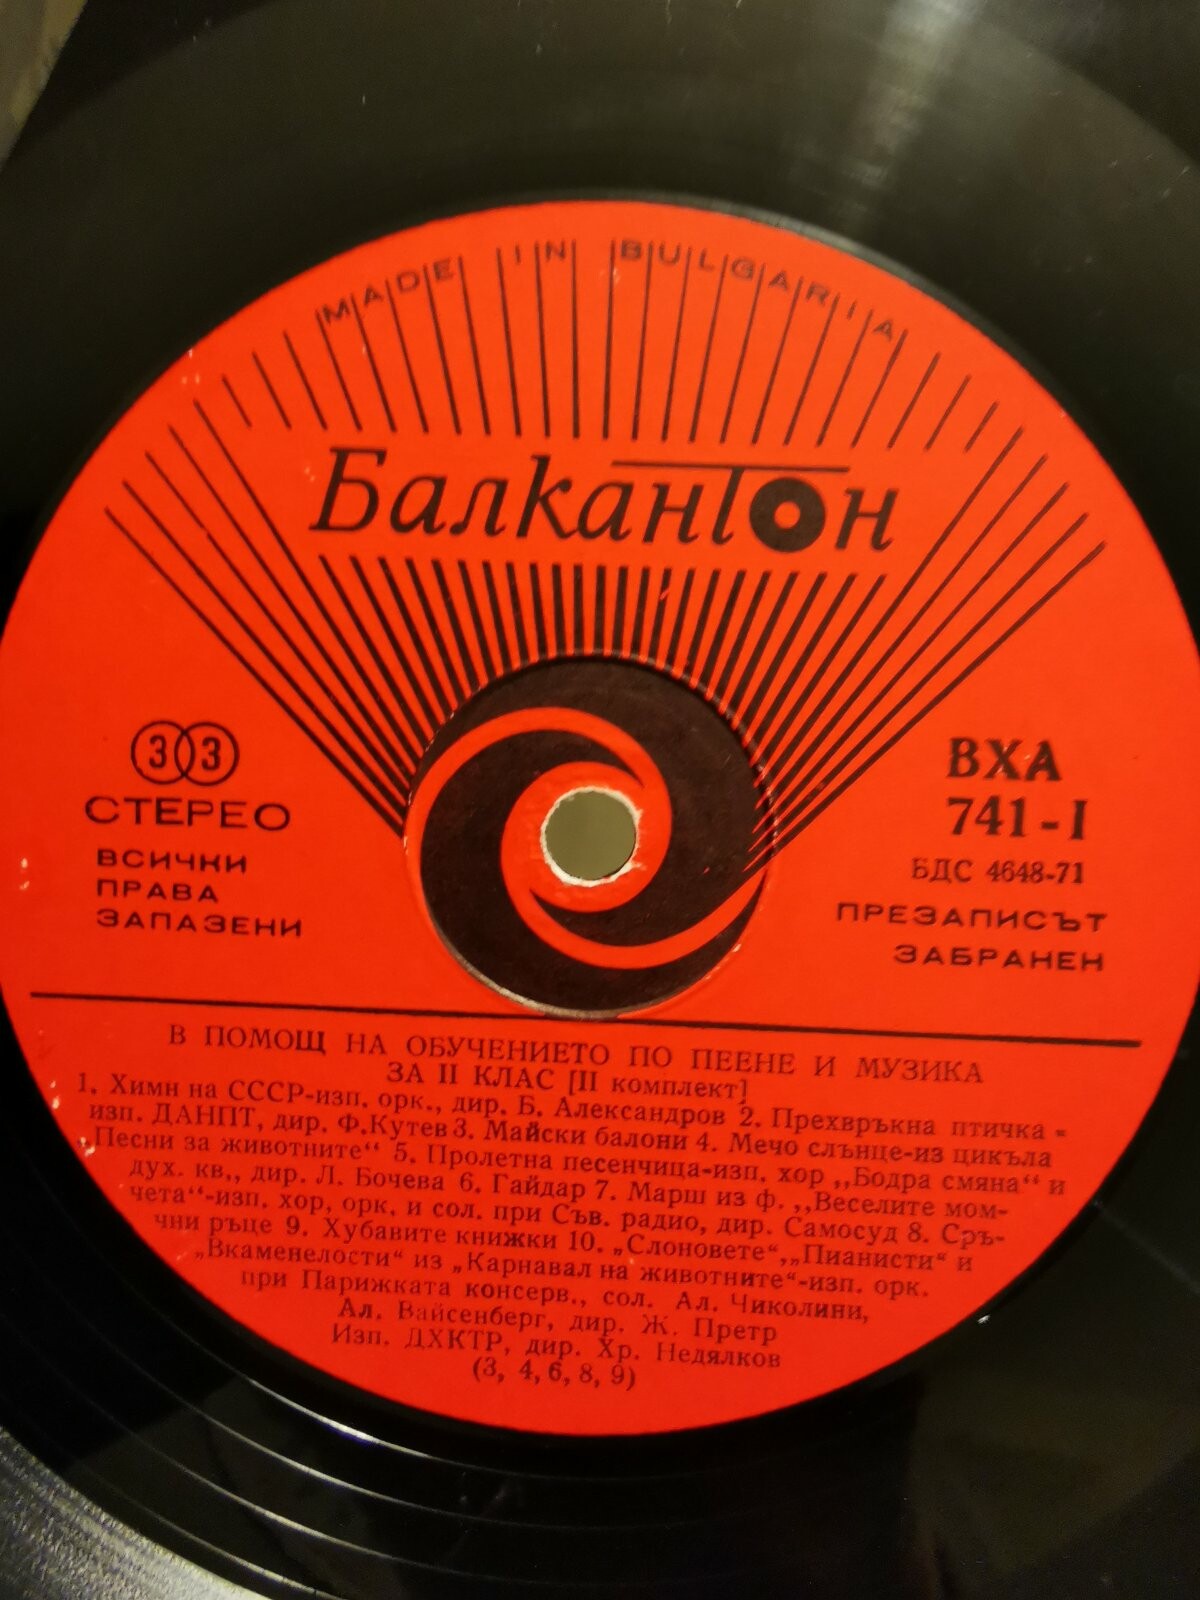 MADE IN BULGARIA
Балкантон
33
СТЕРЕО
ВСИЧКИ
ПРАВА
ЗАПАЗЕНИ
ВХА
741-I
БДС 4648-71
ПРЕЗАПИСЪТ
ЗАБРАНЕН
В ПОМОЩ НА ОБУЧЕНИЕТО ПО ПЕЕНЕ И МУЗИКА
ЗА II КЛАС [II комплект]
1. Химн на СССР-изп. орк., дир. Б. Александров 2. Прехвръкна птичка -
изп. ДАНПТ, дир. Ф.Кутев 3. Майски балони 4. Мечо слънце-из цикъла
„Песни за животните“ 5. Пролетна песенчица-изп. хор „Бодра смяна“ и
дух. кв., дир. Л. Бочева 6. Гайдар 7. Марш из ф. „Веселите мом-
чета“-изп. хор, орк. и сол. при Съв. радио, дир. Самосуд 8. Сръ-
чни ръце 9. Хубавите книжки 10. „Слоновете“,„Пианисти“ и
„Вкаменелости“ из „Карнавал на животните“-изп. орк.
при Парижката консерв., сол. Ал. Чиколини,
Ал. Вайсенберг, дир. Ж. Претр
Изп. ДХКТР, дир. Хр. Недялков
(3, 4, 6, 8, 9)